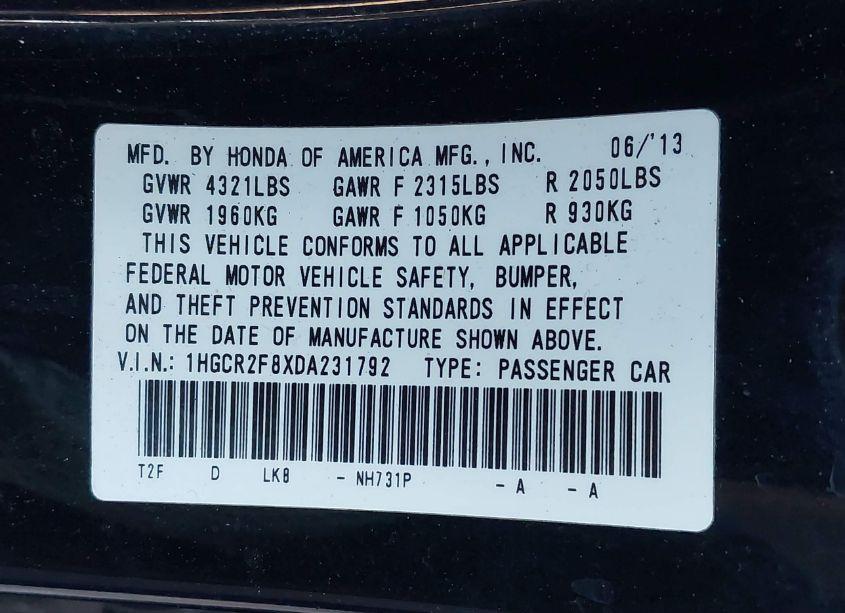 MFD. BY HONDA OF AMERICA MFG., INC. 06/'13
GVWR 4321LBS GAWR F 2315LBS R 2050LBS
GVWR 1960KG GAWR F 1050KG R 930KG
THIS VEHICLE CONFORMS TO ALL APPLICABLE
FEDERAL MOTOR VEHICLE SAFETY, BUMPER,
AND THEFT PREVENTION STANDARDS IN EFFECT
ON THE DATE OF MANUFACTURE SHOWN ABOVE.
V.I.N.: 1HGCR2F8XDA231792 TYPE: PASSENGER CAR
T2F D LK8 - NH731P - A - A